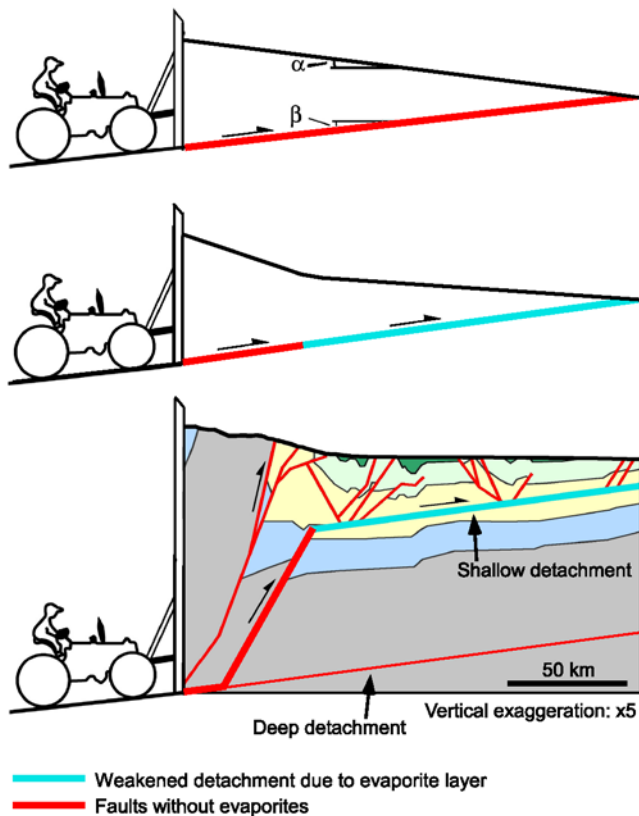 α
β
Shallow detachment
50 km
Deep detachment
Vertical exaggeration: x5
Weakened detachment due to evaporite layer
Faults without evaporites